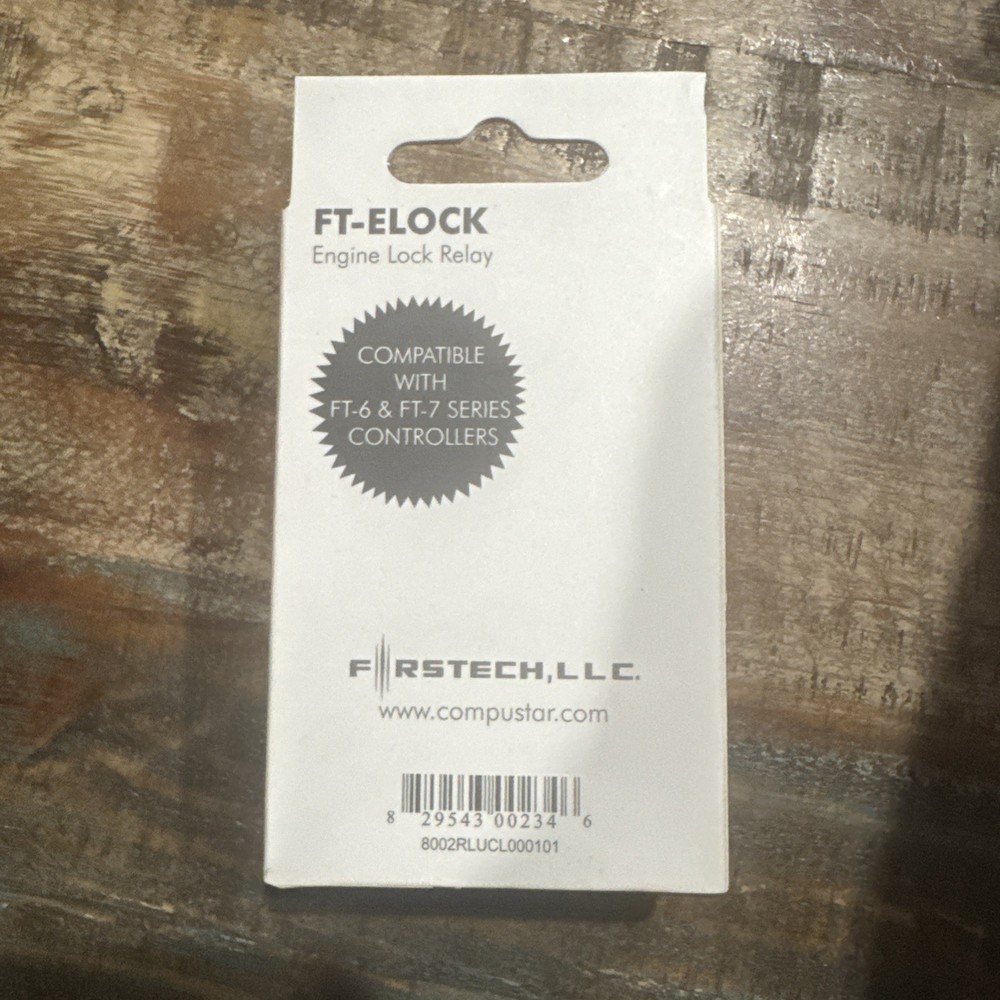 FT-ELOCK
Engine Lock Relay
COMPATIBLE
WITH
FT-6 & FT-7 SERIES
CONTROLLERS
FIRSTECH, LLC.
www.compustar.com
8 29543 00234 6
8002RLUCL000101